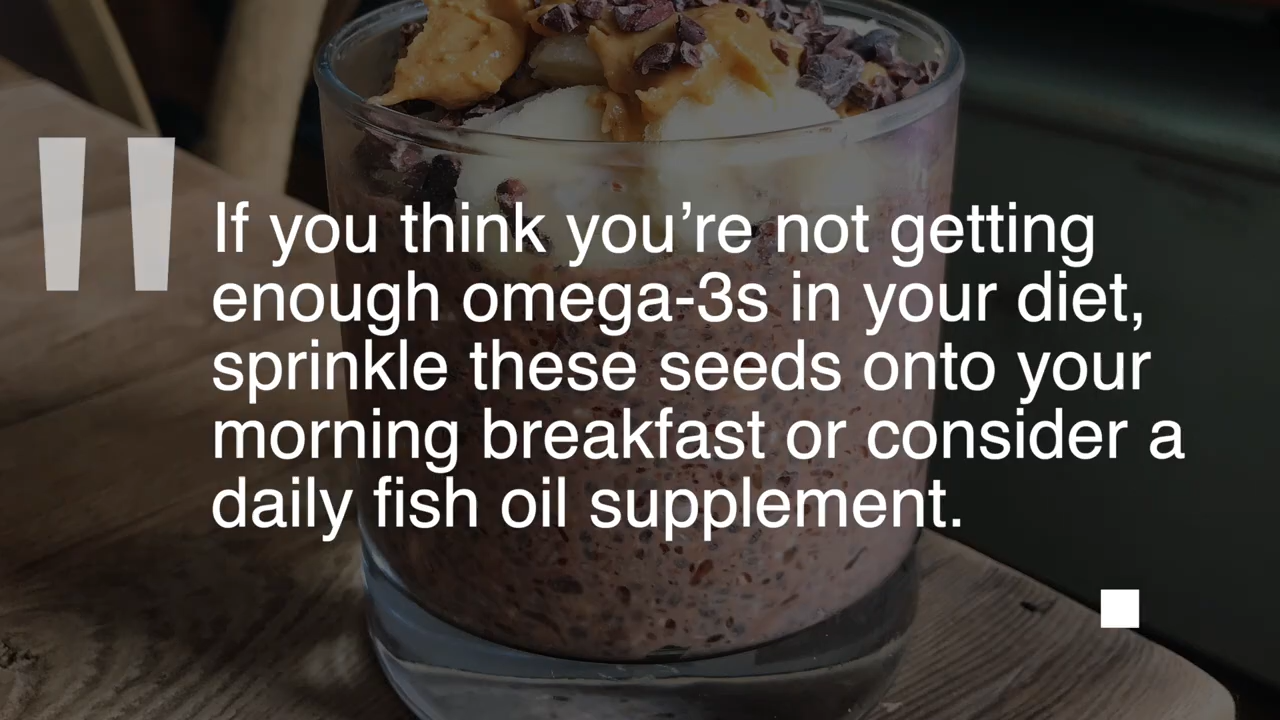 "
If you think you’re not getting
enough omega-3s in your diet,
sprinkle these seeds onto your
morning breakfast or consider a
daily fish oil supplement.